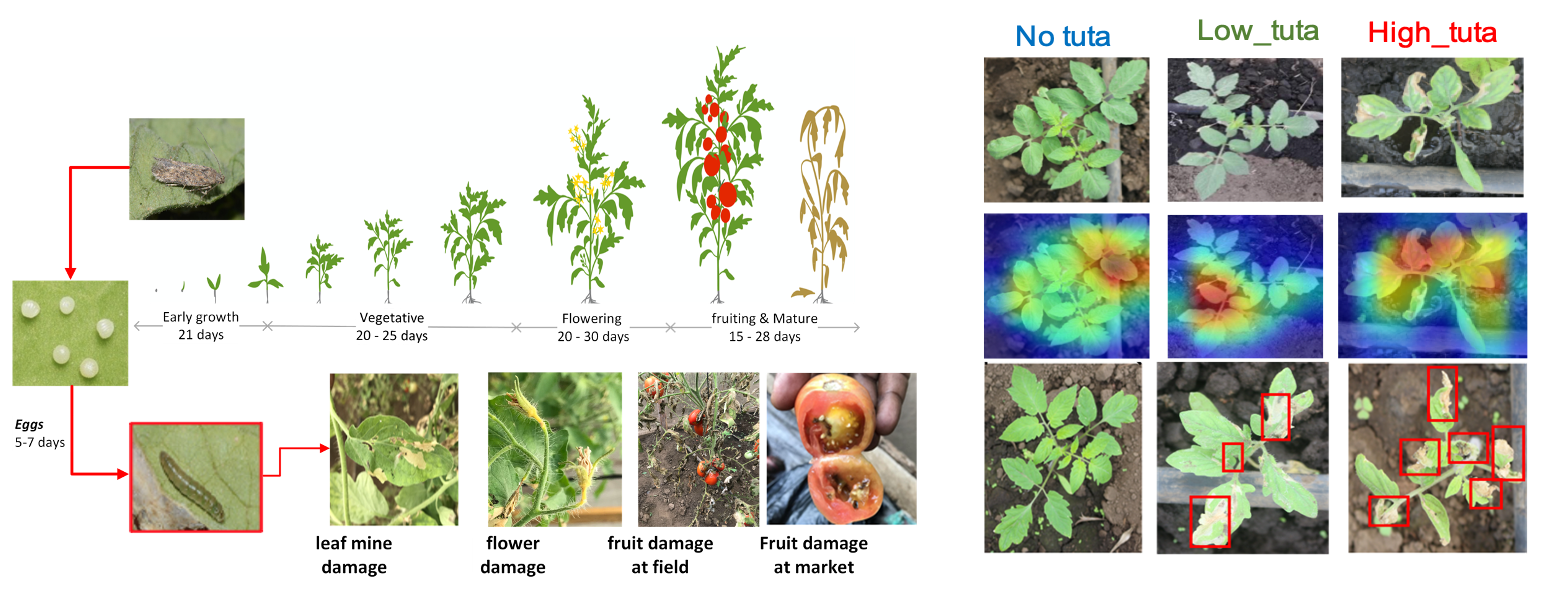 No tuta
Low_tuta
High_tuta
Early growth
21 days
Vegetative
20 - 25 days
Flowering
20 - 30 days
fruiting & Mature
15 - 28 days
Eggs
5-7 days
leaf mine
damage
flower
damage
fruit damage
at field
Fruit damage
at market